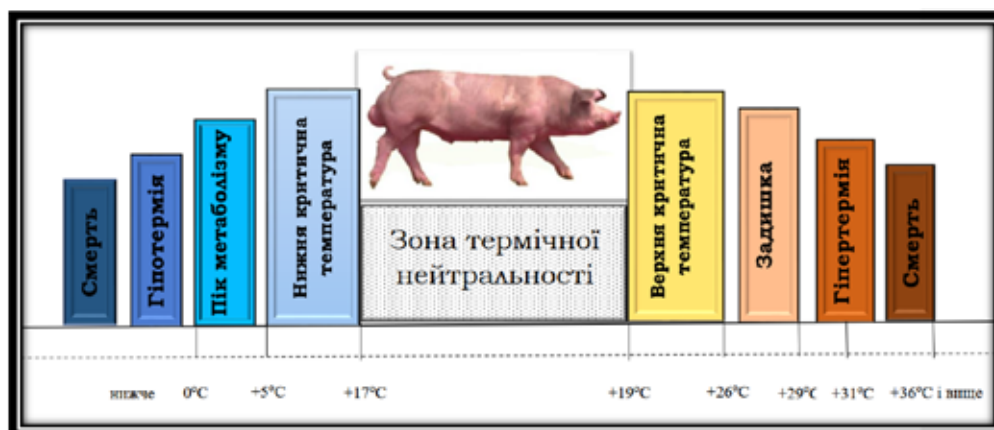 Смерть
Гіпотермія
Пік метаболізму
Нижня критична
температура
Зона термічної
нейтральності
Верхня критична
температура
Задишка
Гіпертермія
Смерть
нижче 0°C +5°C +17°C +19°C +26°C +29°C +31°C +36°C і вище